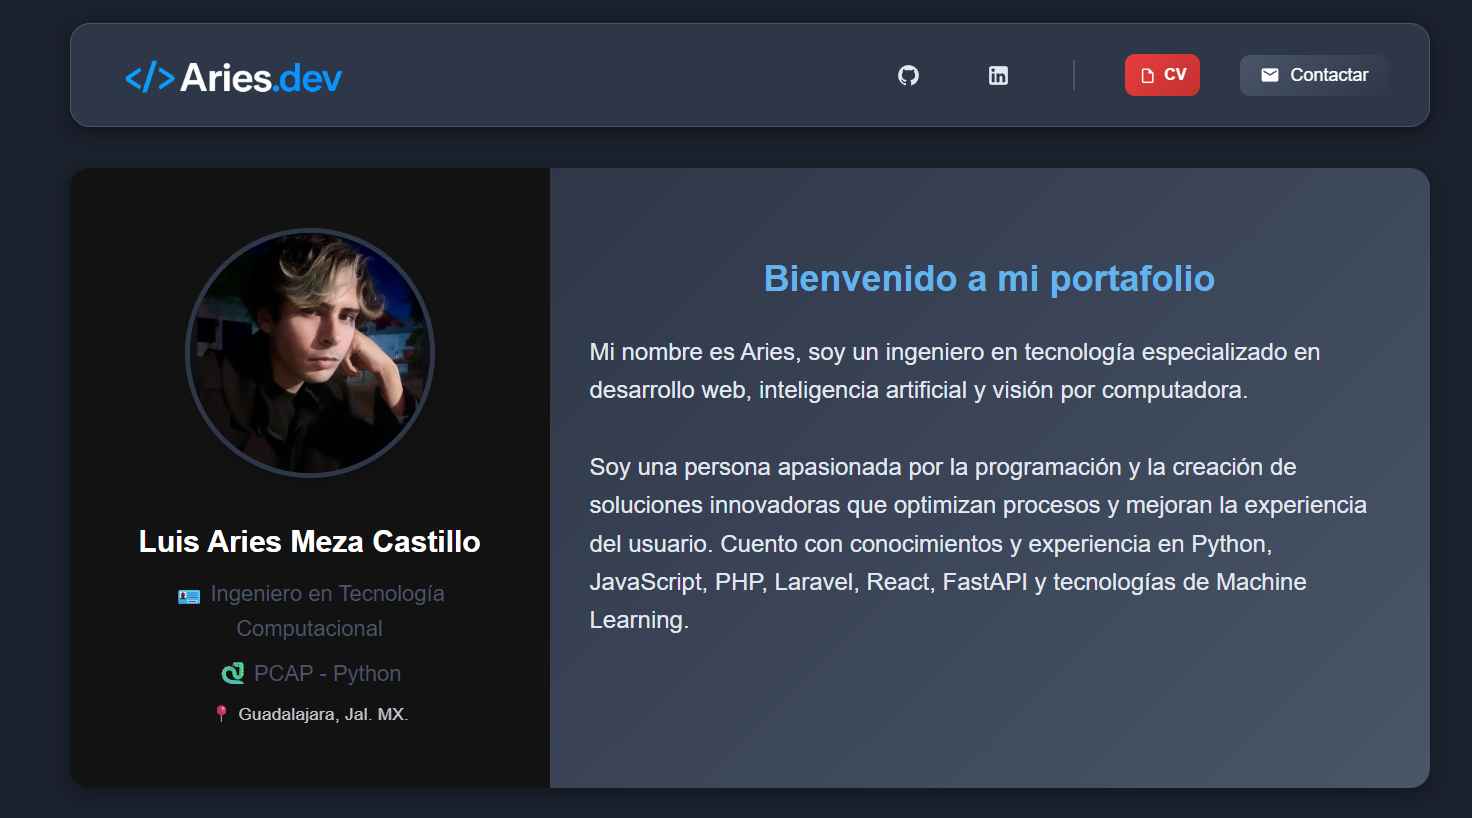 </> Aries.dev
CV
Contactar
Luis Aries Meza Castillo
Ingeniero en Tecnología
Computacional
PCAP - Python
Guadalajara, Jal. MX.
Bienvenido a mi portafolio
Mi nombre es Aries, soy un ingeniero en tecnología especializado en
desarrollo web, inteligencia artificial y visión por computadora.
Soy una persona apasionada por la programación y la creación de
soluciones innovadoras que optimizan procesos y mejoran la experiencia
del usuario. Cuento con conocimientos y experiencia en Python,
JavaScript, PHP, Laravel, React, FastAPI y tecnologías de Machine
Learning.